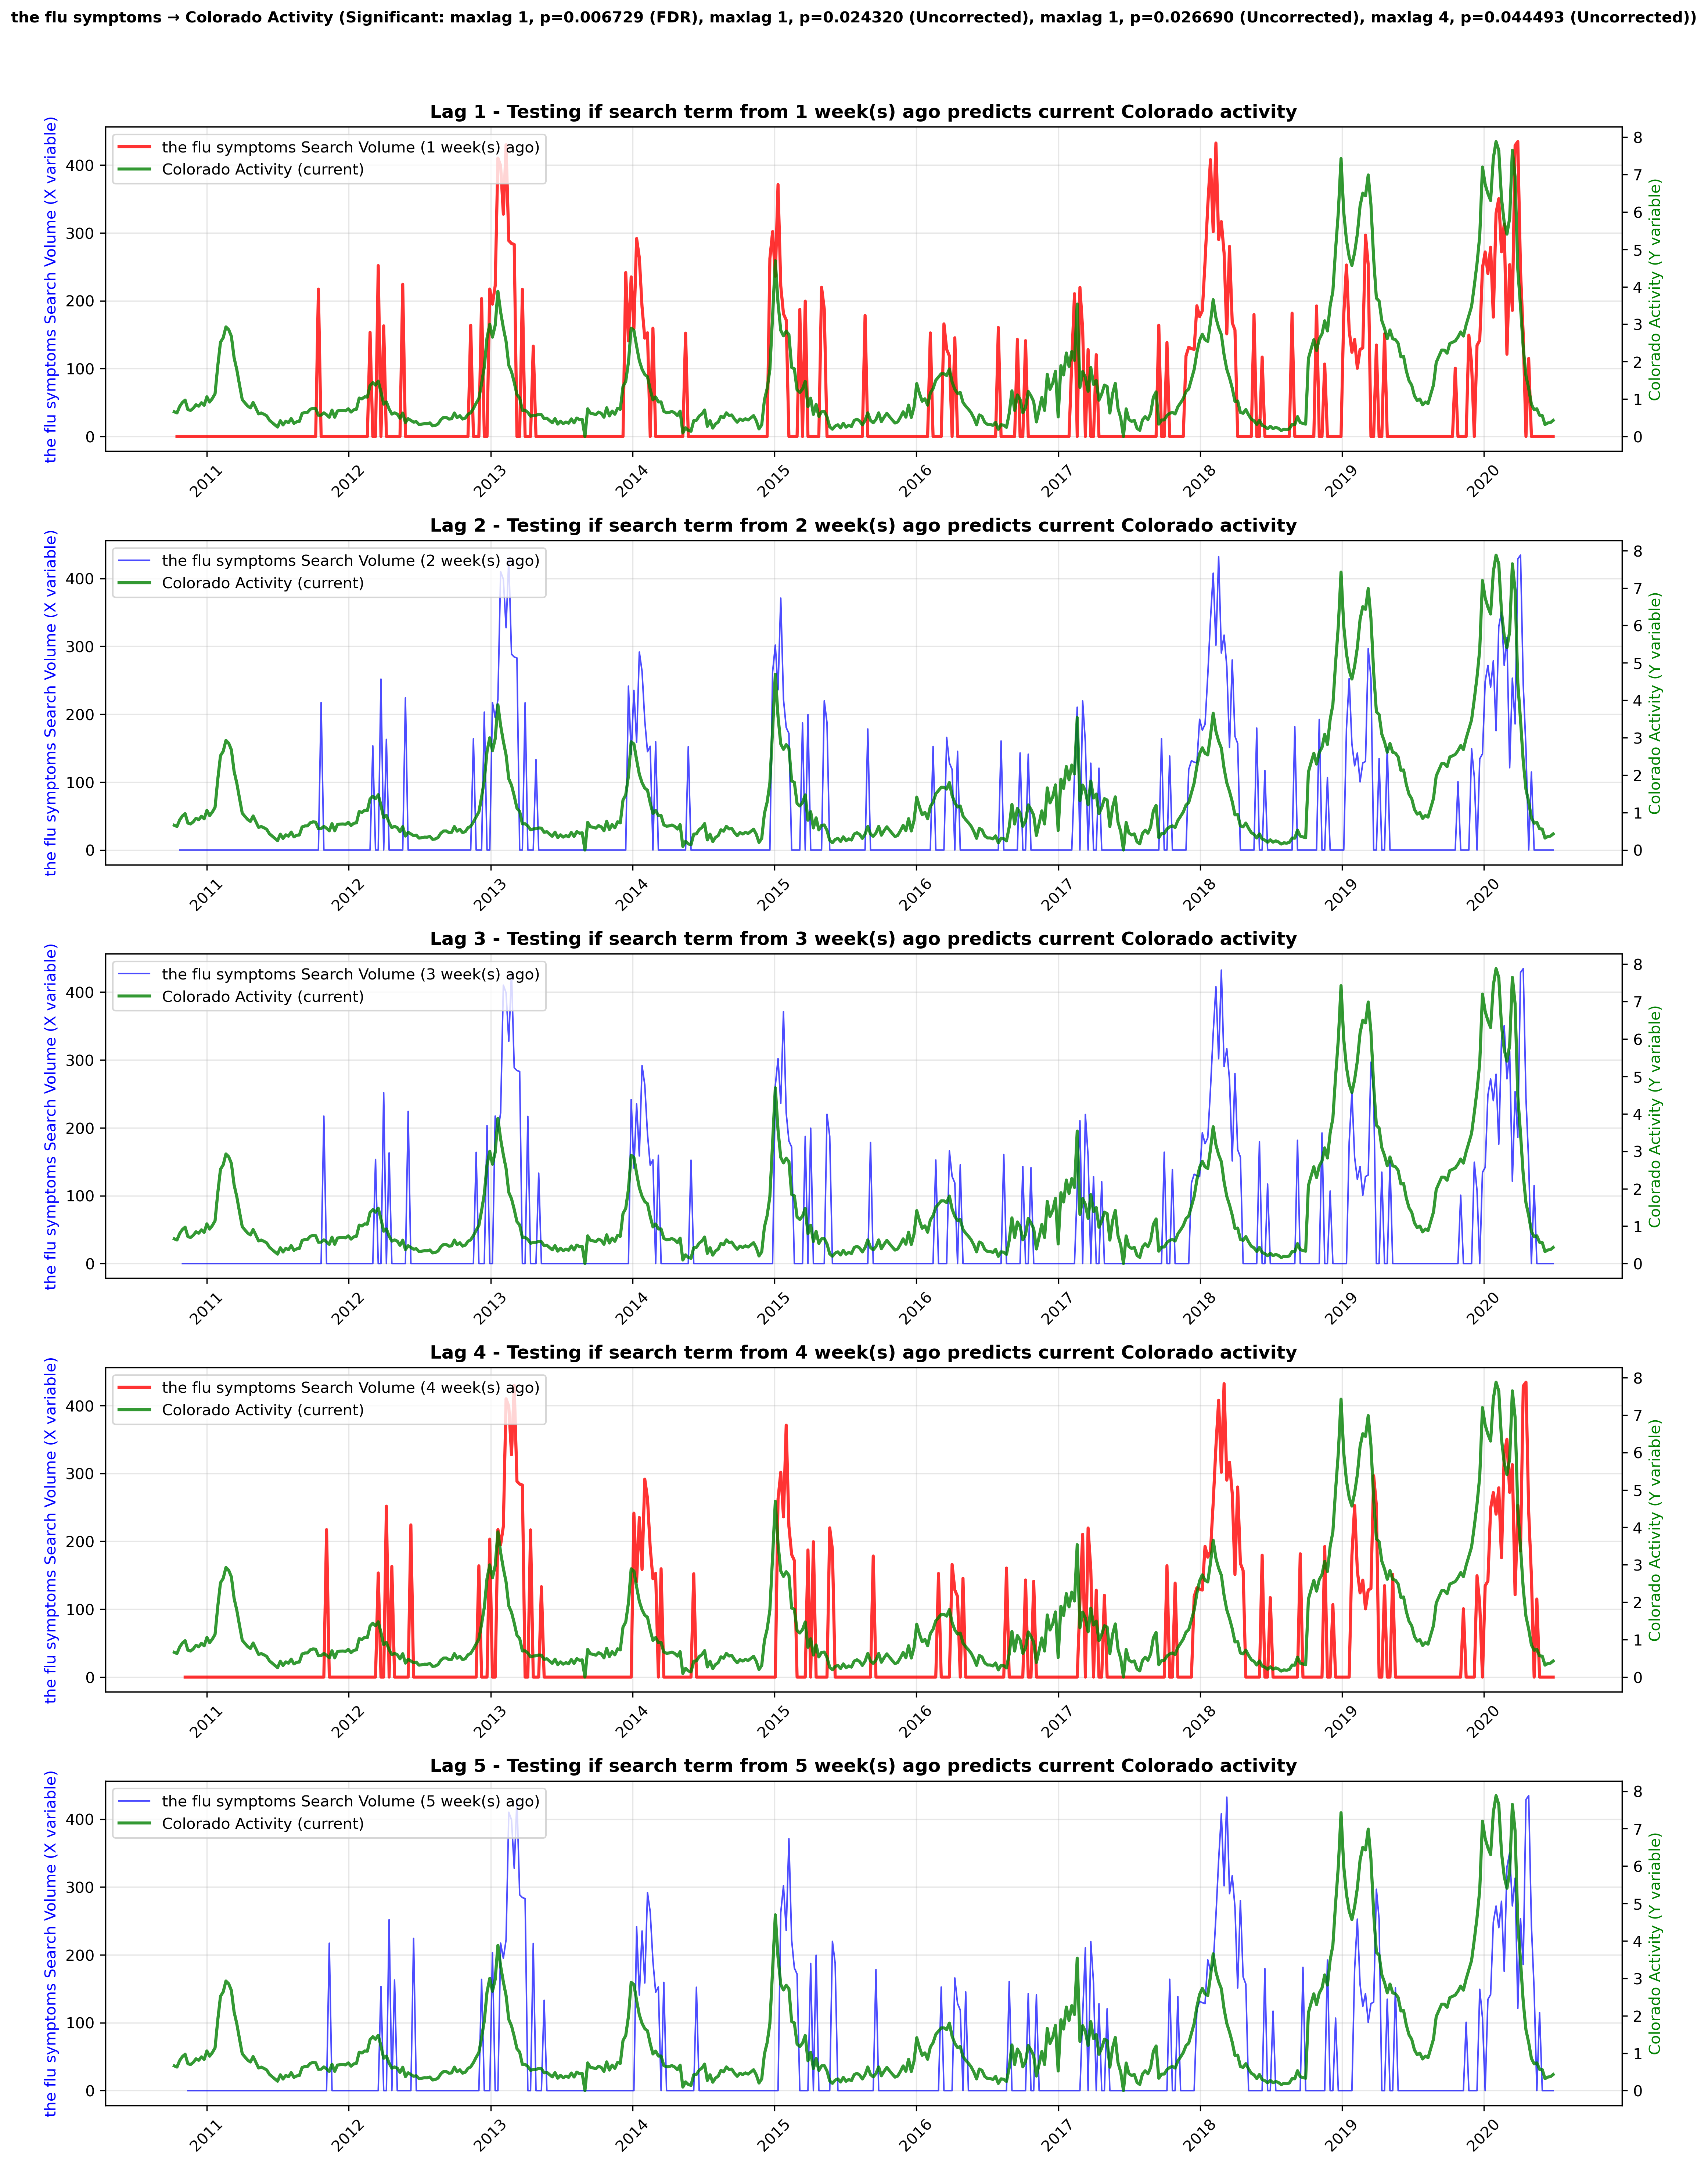 the flu symptoms → Colorado Activity (Significant: maxlag 1, p=0.006729 (FDR), maxlag 1, p=0.024320 (Uncorrected), maxlag 1, p=0.026690 (Uncorrected), maxlag 4, p=0.044493 (Uncorrected))
Lag 1 - Testing if search term from 1 week(s) ago predicts current Colorado activity
the flu symptoms Search Volume (1 week(s) ago)
Colorado Activity (current)
the flu symptoms Search Volume (X variable)
400
300
200
100
0
Colorado Activity (Y variable)
8
7
6
5
4
3
2
1
0
2011 2012 2013 2014 2015 2016 2017 2018 2019 2020
Lag 2 - Testing if search term from 2 week(s) ago predicts current Colorado activity
the flu symptoms Search Volume (2 week(s) ago)
Colorado Activity (current)
the flu symptoms Search Volume (X variable)
400
300
200
100
0
Colorado Activity (Y variable)
8
7
6
5
4
3
2
1
0
2011 2012 2013 2014 2015 2016 2017 2018 2019 2020
Lag 3 - Testing if search term from 3 week(s) ago predicts current Colorado activity
the flu symptoms Search Volume (3 week(s) ago)
Colorado Activity (current)
the flu symptoms Search Volume (X variable)
400
300
200
100
0
Colorado Activity (Y variable)
8
7
6
5
4
3
2
1
0
2011 2012 2013 2014 2015 2016 2017 2018 2019 2020
Lag 4 - Testing if search term from 4 week(s) ago predicts current Colorado activity
the flu symptoms Search Volume (4 week(s) ago)
Colorado Activity (current)
the flu symptoms Search Volume (X variable)
400
300
200
100
0
Colorado Activity (Y variable)
8
7
6
5
4
3
2
1
0
2011 2012 2013 2014 2015 2016 2017 2018 2019 2020
Lag 5 - Testing if search term from 5 week(s) ago predicts current Colorado activity
the flu symptoms Search Volume (5 week(s) ago)
Colorado Activity (current)
the flu symptoms Search Volume (X variable)
400
300
200
100
0
Colorado Activity (Y variable)
8
7
6
5
4
3
2
1
0
2011 2012 2013 2014 2015 2016 2017 2018 2019 2020